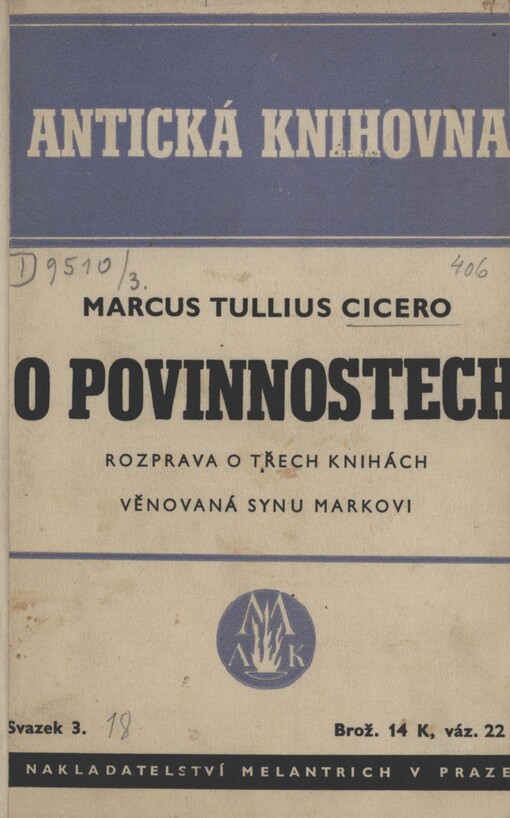 ANTICKÁ KNIHOVNA
D 9510/3.
406
MARCUS TULLIUS CICERO
O POVINNOSTECH
ROZPRAVA O TŘECH KNIHÁCH
VĚNOVANÁ SYNU MARKOVI
M
A K
Svazek 3. 18
Brož. 14 K, váz. 22
NAKLADATELSTVÍ MELANTRICH V PRAZE